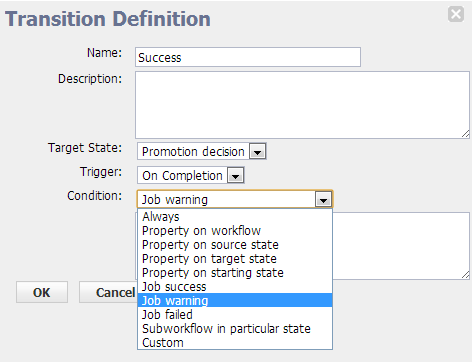 Transition Definition
Name: Success
Description:
Target State: Promotion decision
Trigger: On Completion
Condition: Job warning
Always
Property on workflow
Property on source state
Property on target state
Property on starting state
Job success
Job warning
Job failed
Subworkflow in particular state
Custom
OK Cancel